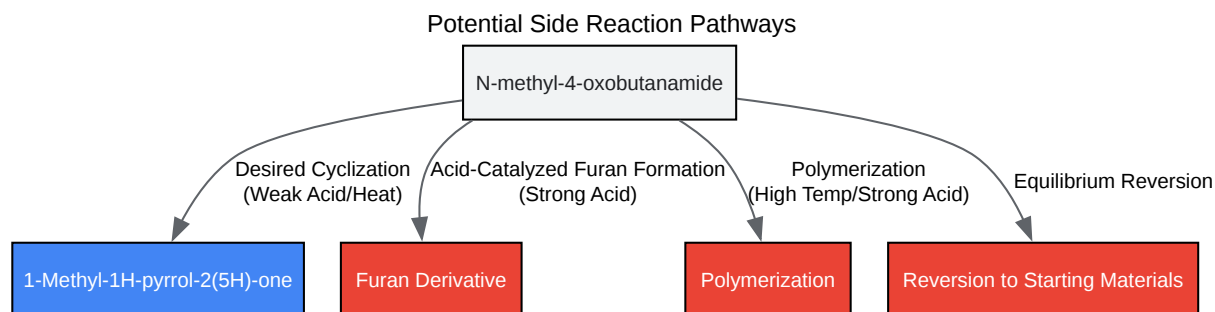 Potential Side Reaction Pathways
N-methyl-4-oxobutanamide
Desired Cyclization
(Weak Acid/Heat)
Acid-Catalyzed Furan Formation
(Strong Acid)
Polymerization
(High Temp/Strong Acid)
Equilibrium Reversion
1-Methyl-1H-pyrrol-2(5H)-one
Furan Derivative
Polymerization
Reversion to Starting Materials